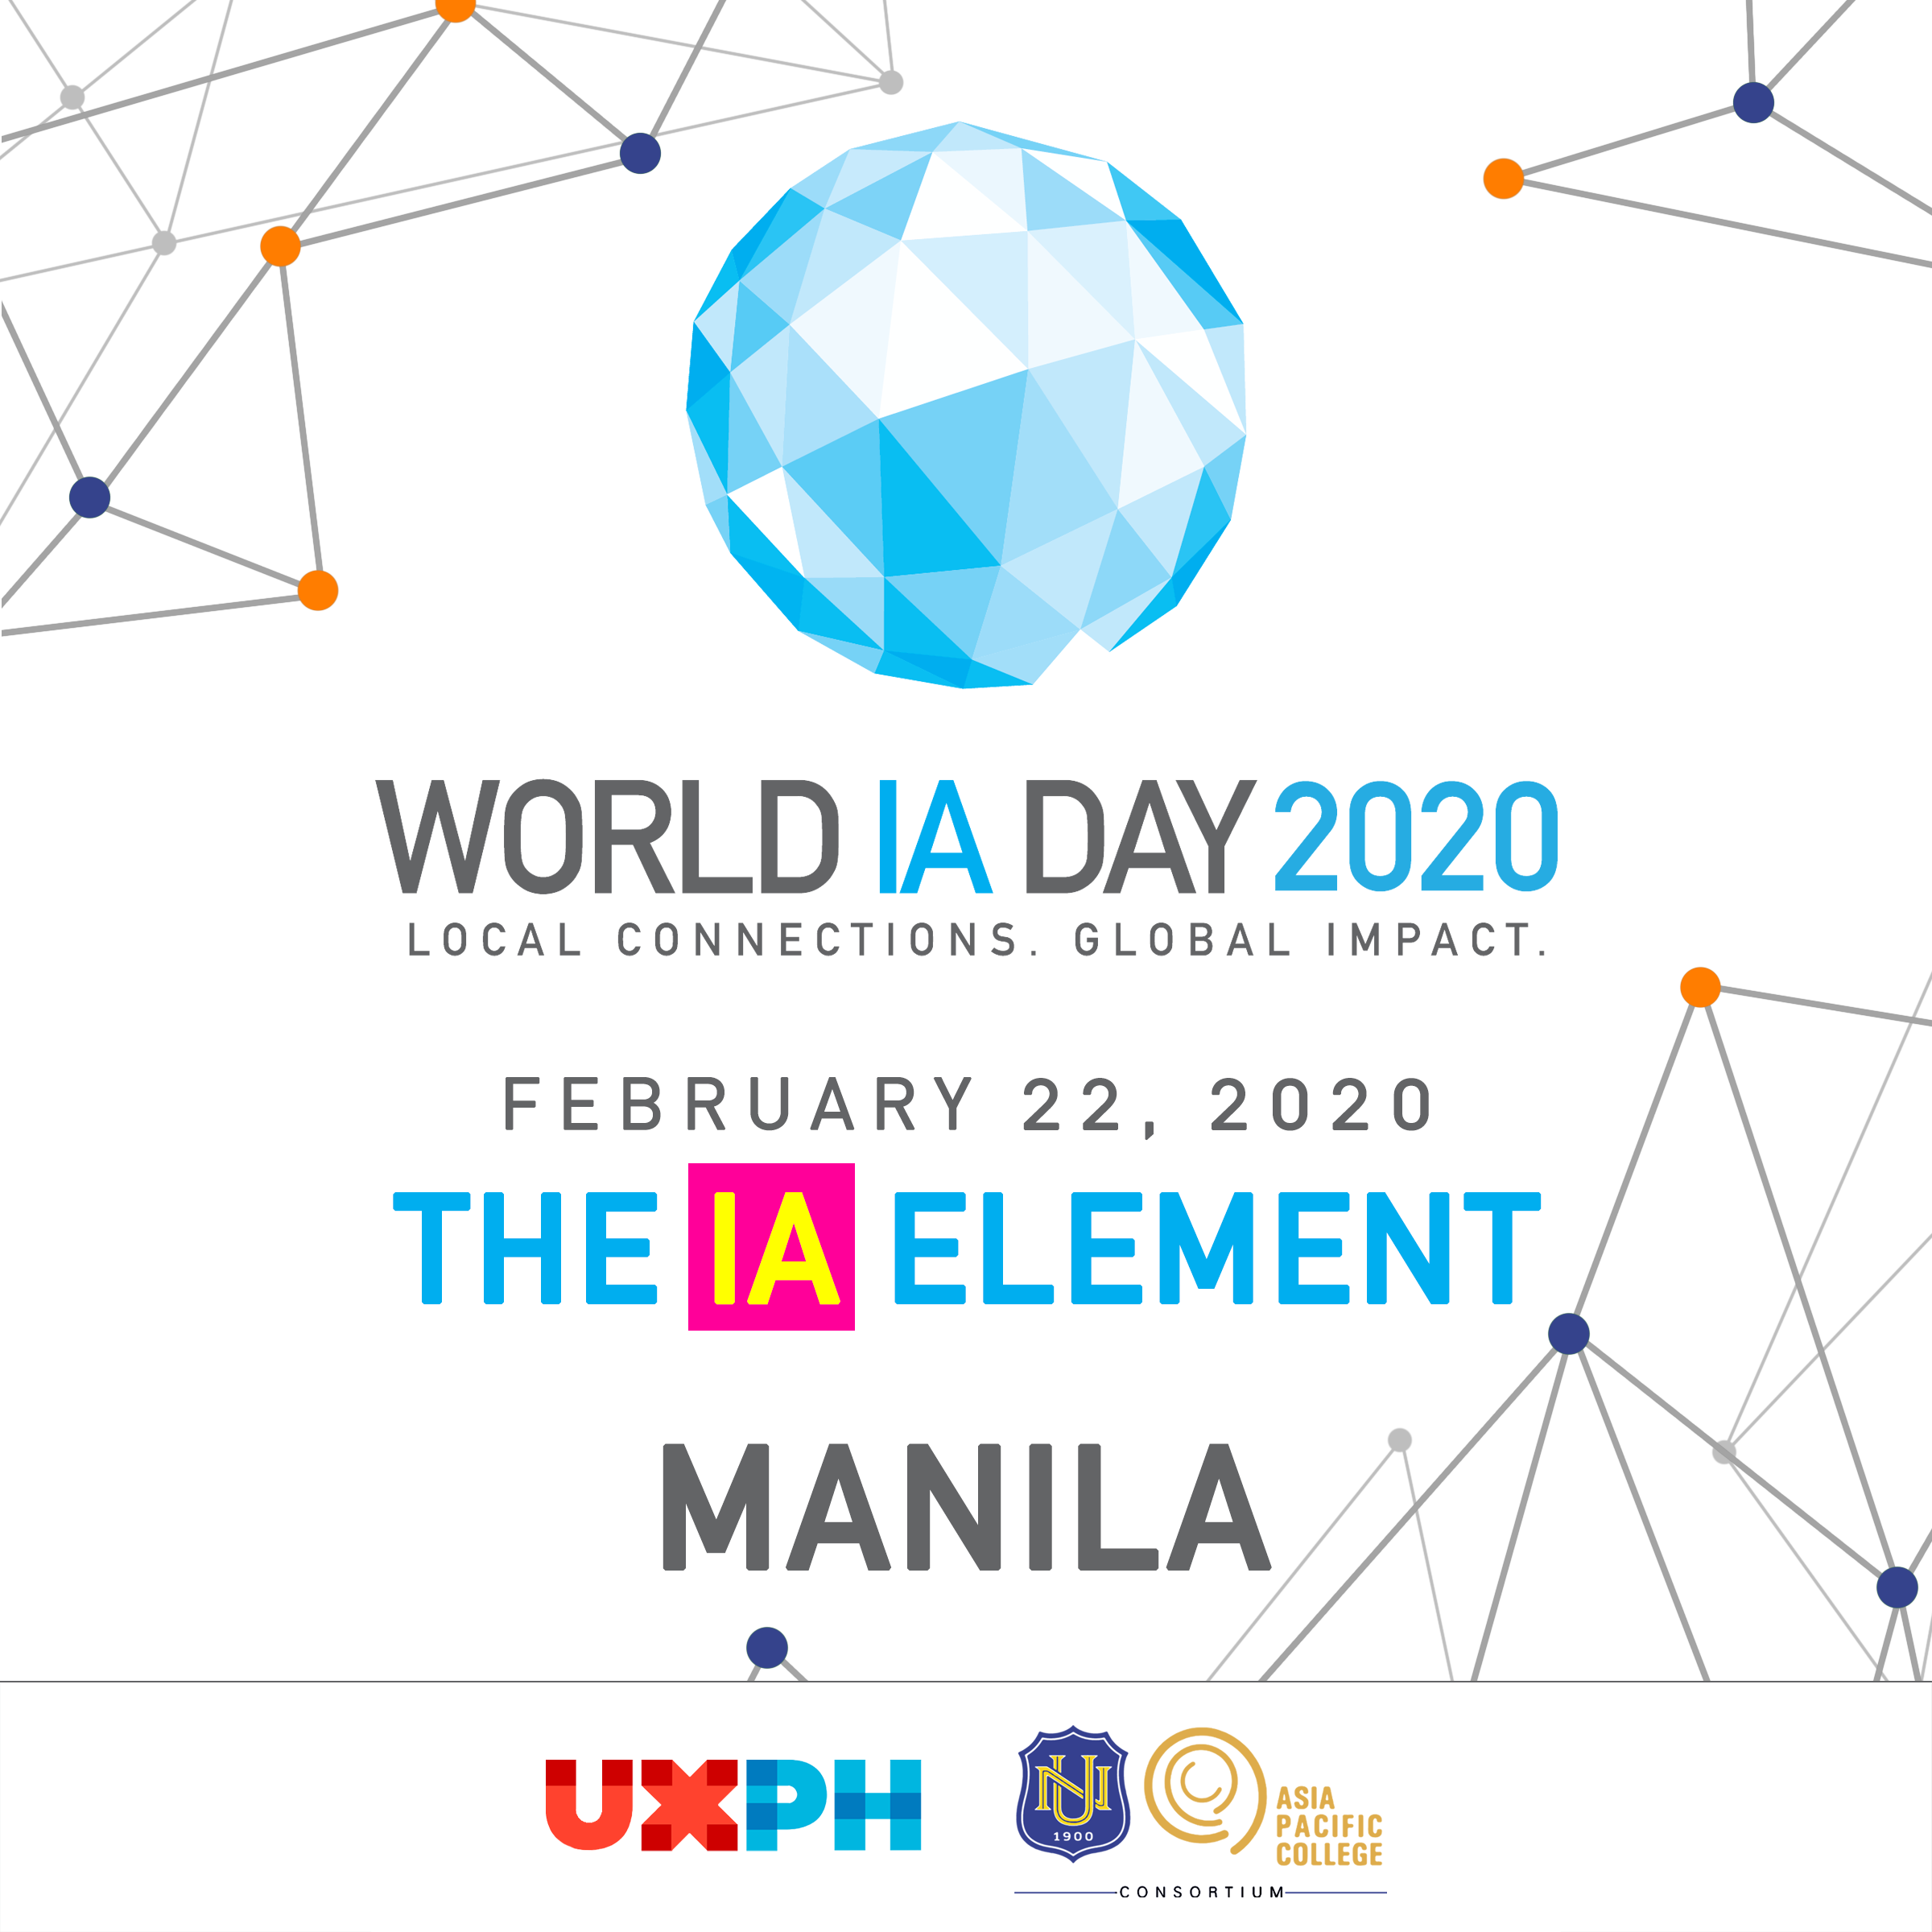 WORLD IA DAY 2020
LOCAL CONNECTIONS. GLOBAL IMPACT.
FEBRUARY 22, 2020
THE IA ELEMENT
MANILA
UXPH
NU
1900
ASIA
PACIFIC
COLLEGE
CONSORTIUM